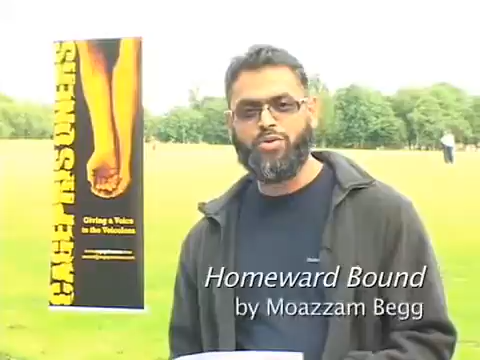 CAGEPRISONERS
Giving a Voice
to the Voiceless
Homeward Bound
by Moazzam Begg